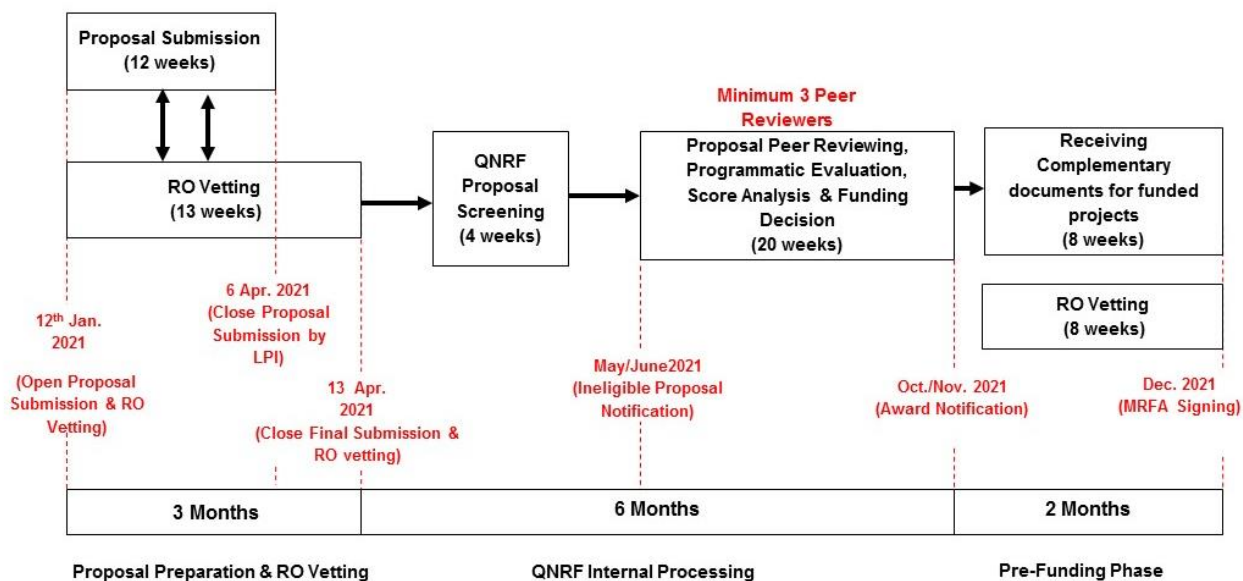 Proposal Submission
(12 weeks)
RO Vetting
(13 weeks)
QNRF
Proposal
Screening
(4 weeks)
Minimum 3 Peer
Reviewers
Proposal Peer Reviewing,
Programmatic Evaluation,
Score Analysis & Funding
Decision
(20 weeks)
Receiving
Complementary
documents for funded
projects
(8 weeks)
RO Vetting
(8 weeks)
12th Jan.
2021
(Open Proposal
Submission & RO
Vetting)
6 Apr. 2021
(Close Proposal
Submission by
LPI)
13 Apr.
2021
(Close Final Submission &
RO vetting)
May/June2021
(Ineligible Proposal
Notification)
Oct./Nov. 2021
(Award Notification)
Dec. 2021
(MRFA Signing)
3 Months
6 Months
2 Months
Proposal Preparation & RO Vetting
QNRF Internal Processing
Pre-Funding Phase